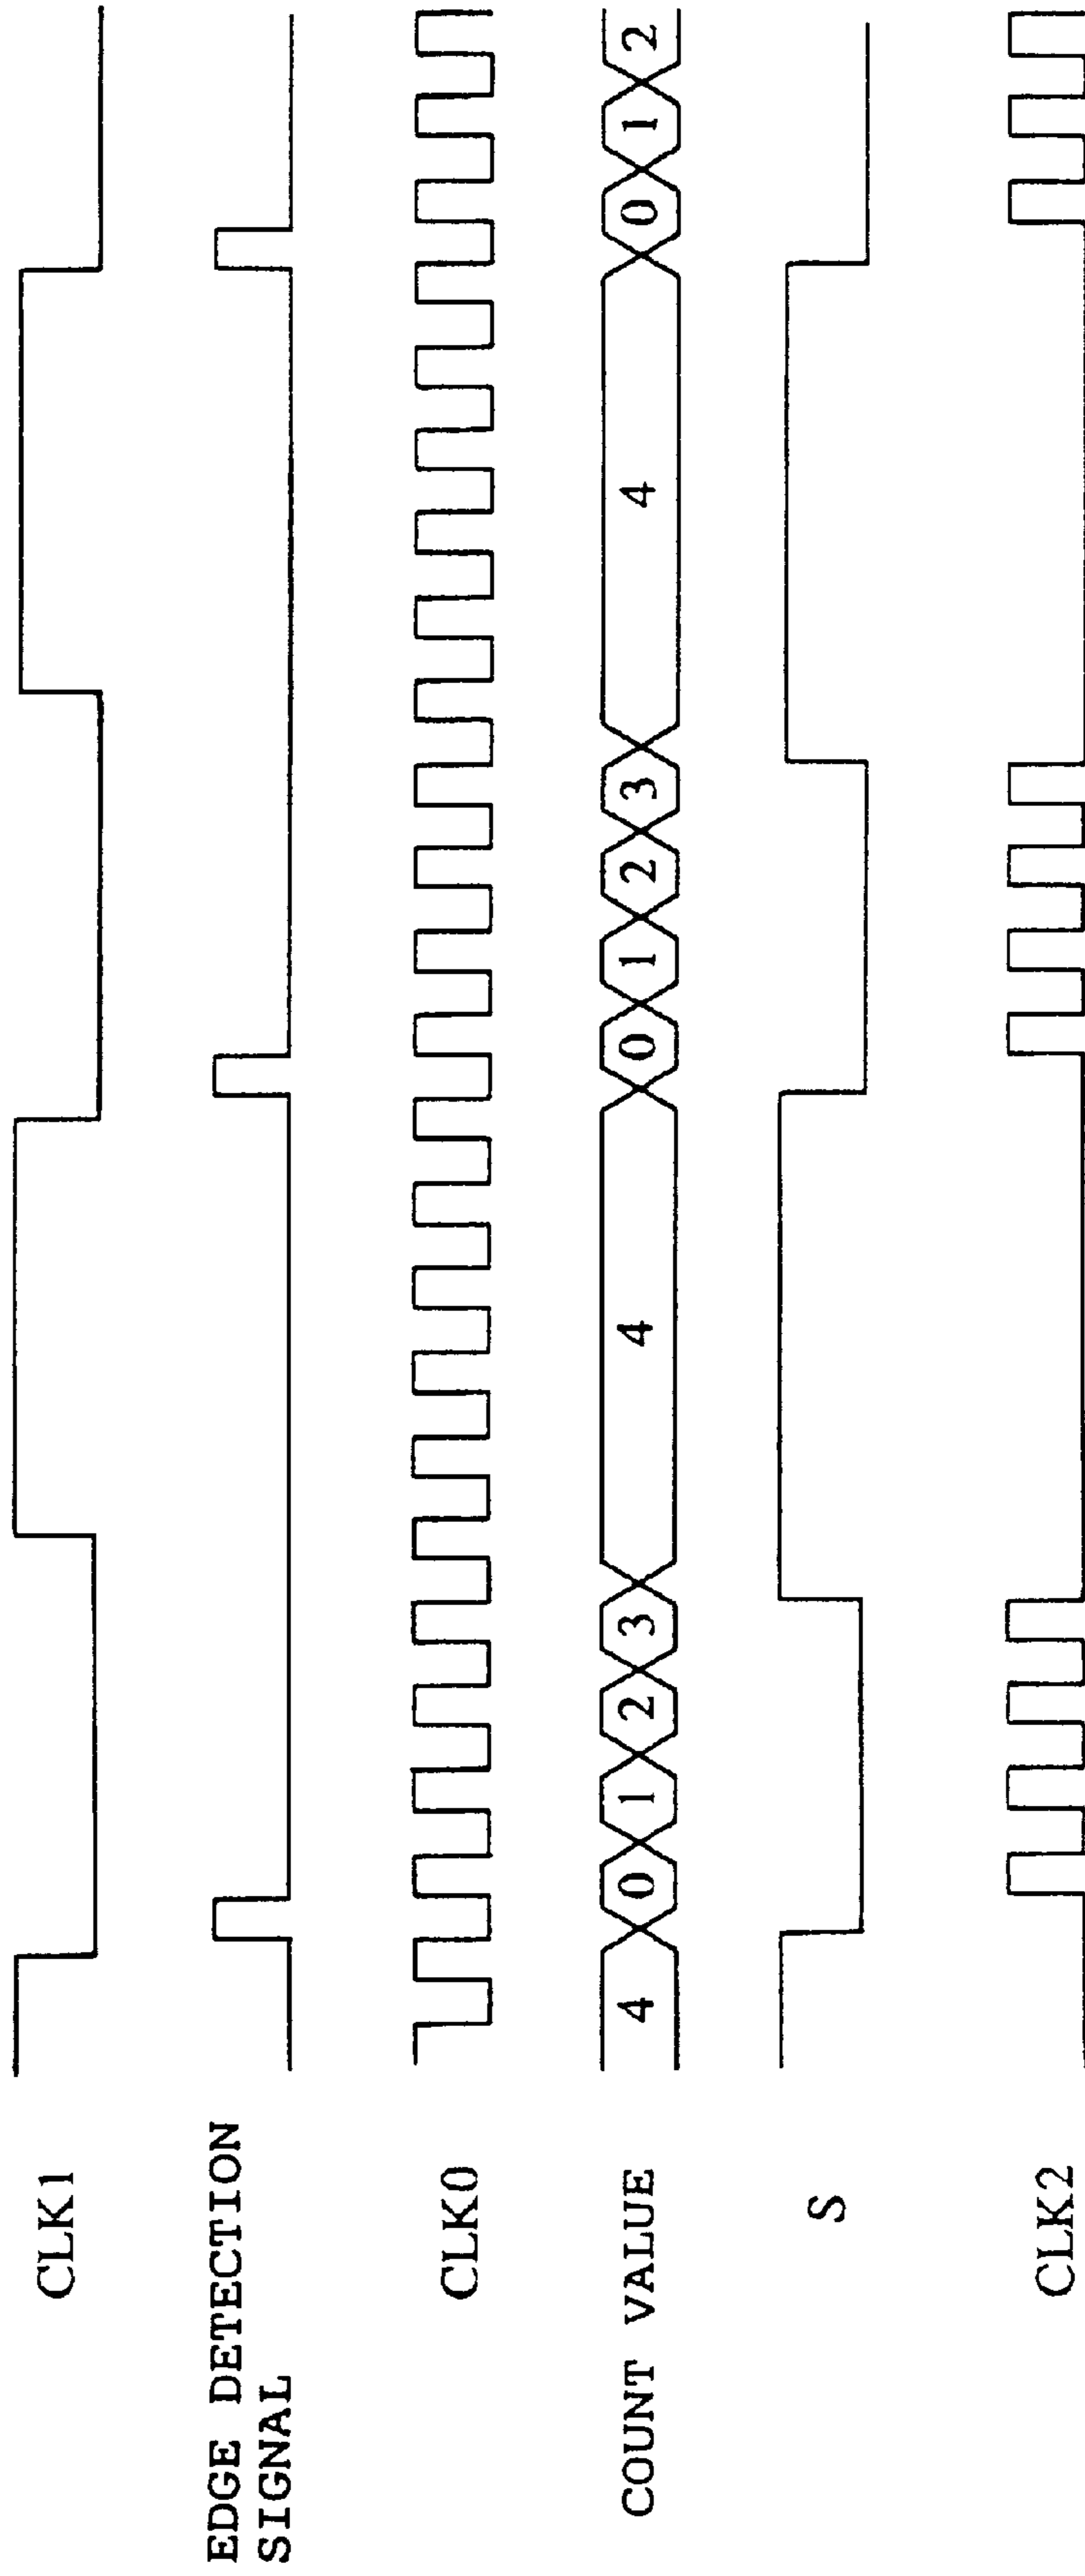 CLK1
EDGE DETECTION
SIGNAL
CLK0
COUNT VALUE
4 0 1 2 3 4 0 1 2 3 4 0 1 2
S
CLK2